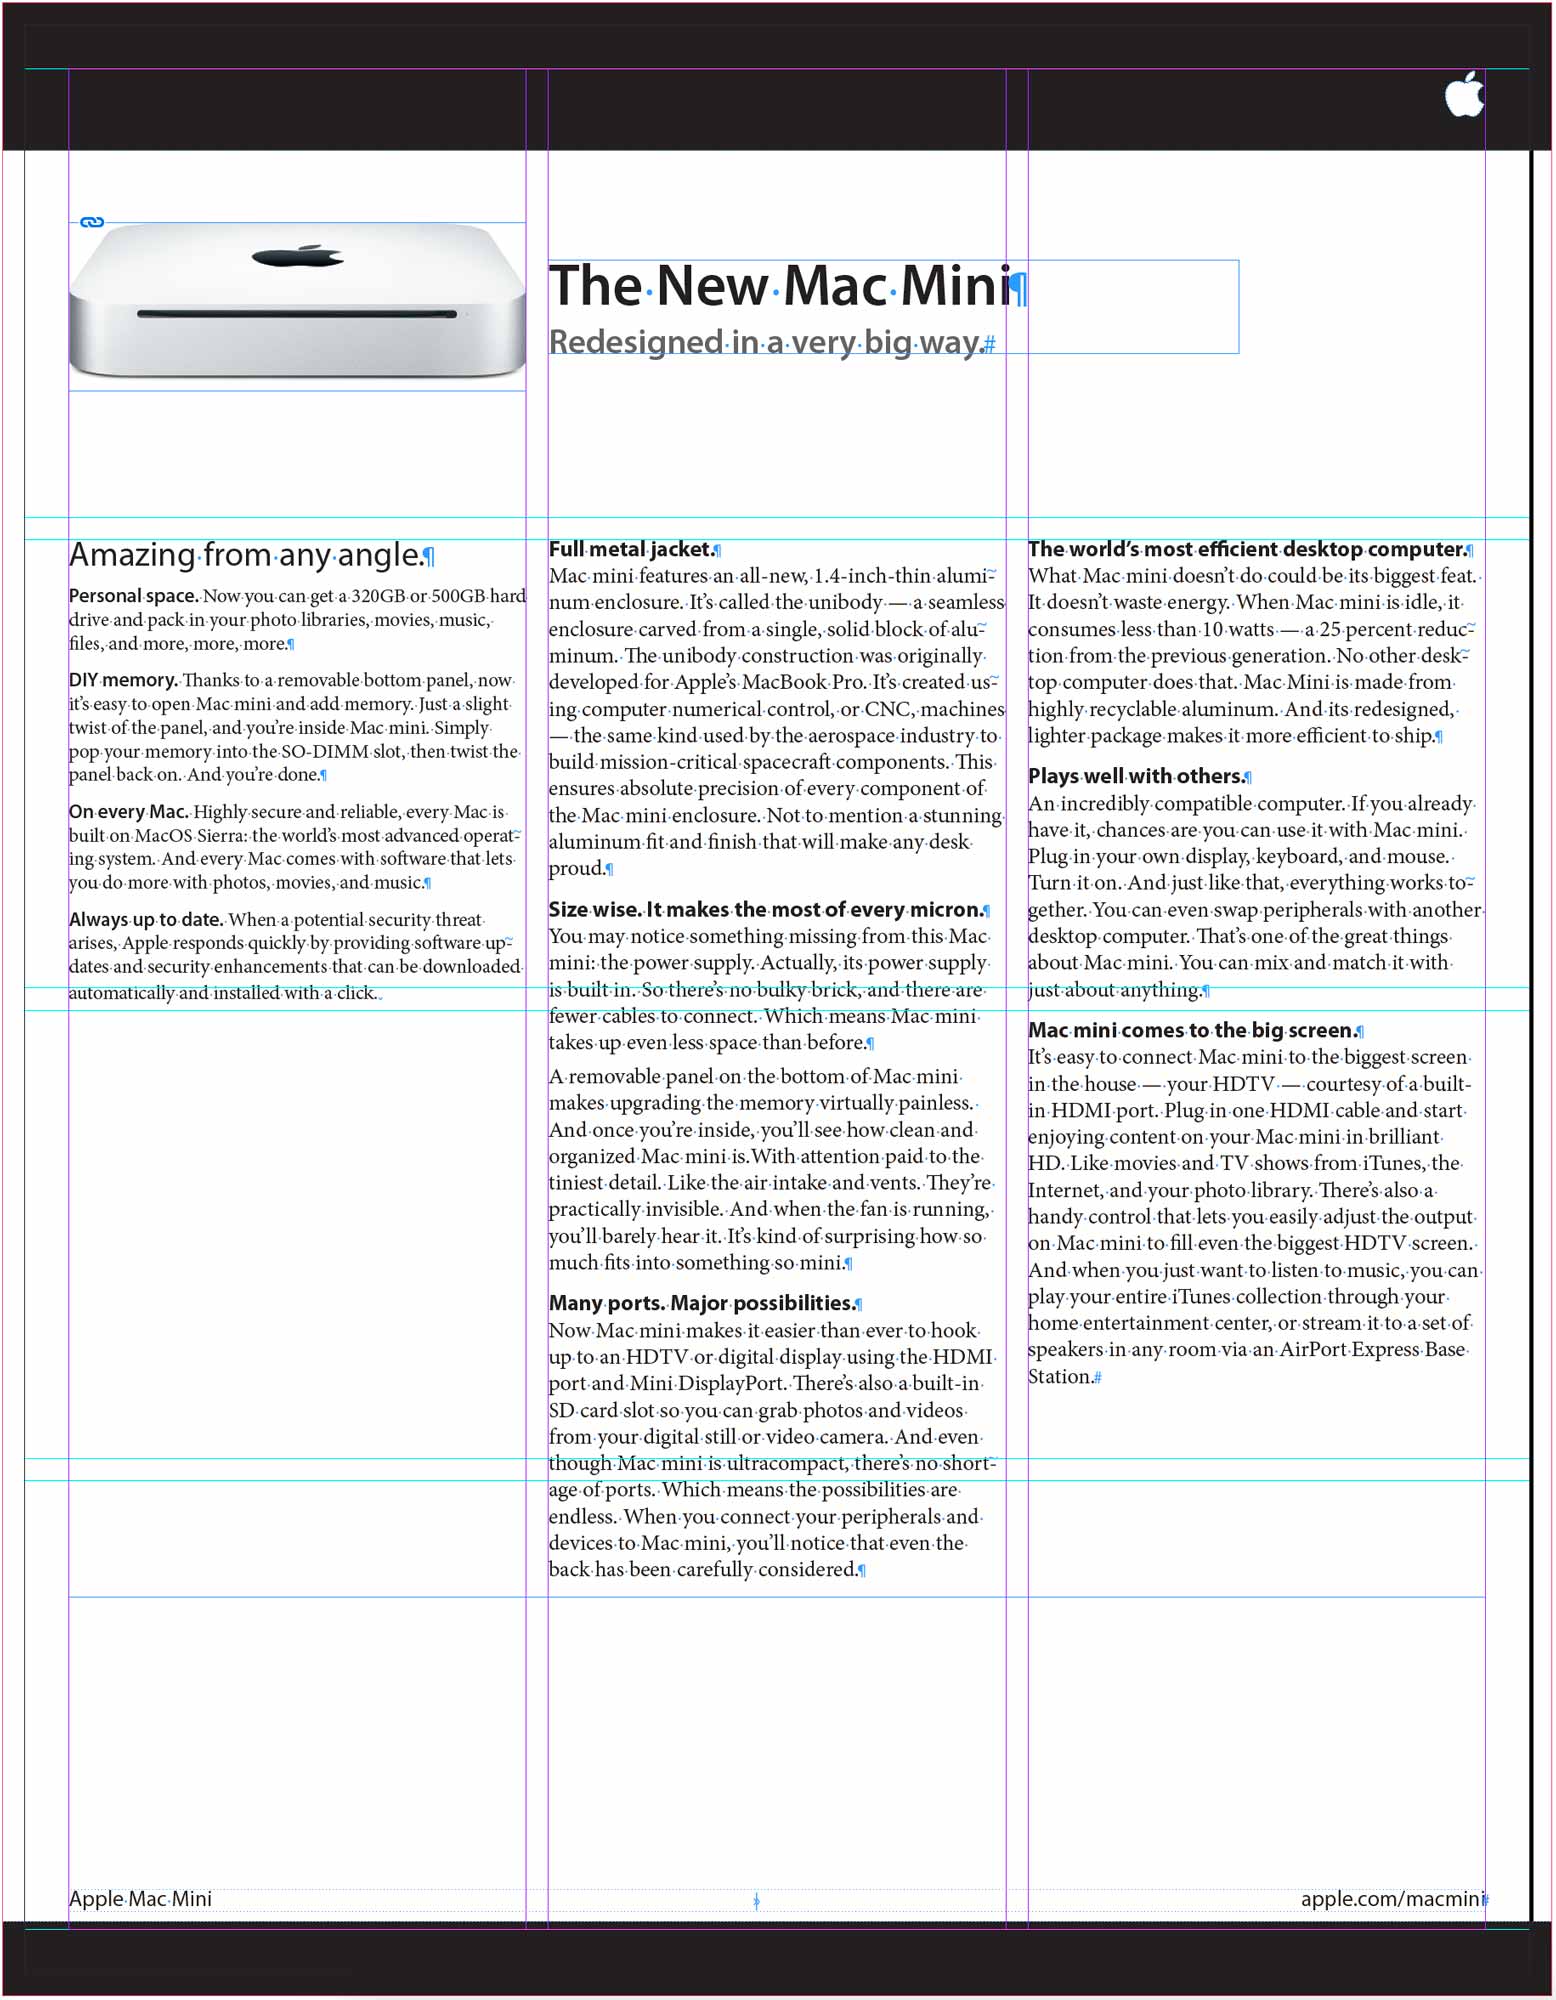 The New Mac Mini
Redesigned in a very big way.
Amazing from any angle.
Personal space. Now you can get a 320GB or 500GB hard
drive and pack in your photo libraries, movies, music,
files, and more, more, more.
DIY memory. Thanks to a removable bottom panel, now
it’s easy to open Mac mini and add memory. Just a slight
twist of the panel, and you’re inside Mac mini. Simply
pop your memory into the SO-DIMM slot, then twist the
panel back on. And you’re done.
On every Mac. Highly secure and reliable, every Mac is
built on MacOS Sierra: the world’s most advanced operat-
ing system. And every Mac comes with software that lets
you do more with photos, movies, and music.
Always up to date. When a potential security threat
arises, Apple responds quickly by providing software up-
dates and security enhancements that can be downloaded
automatically and installed with a click.
Full metal jacket.
Mac mini features an all-new, 1.4-inch-thin alumi-
num enclosure. It’s called the unibody — a seamless
enclosure carved from a single, solid block of alu-
minum. The unibody construction was originally
developed for Apple’s MacBook Pro. It’s created us-
ing computer numerical control, or CNC, machines
— the same kind used by the aerospace industry to
build mission-critical spacecraft components. This
ensures absolute precision of every component of
the Mac mini enclosure. Not to mention a stunning
aluminum fit and finish that will make any desk
proud.
Size wise. It makes the most of every micron.
You may notice something missing from this Mac
mini: the power supply. Actually, its power supply
is built in. So there’s no bulky brick, and there are
fewer cables to connect. Which means Mac mini
takes up even less space than before.
A removable panel on the bottom of Mac mini
makes upgrading the memory virtually painless.
And once you’re inside, you’ll see how clean and
organized Mac mini is.With attention paid to the
tiniest detail. Like the air intake and vents. They’re
practically invisible. And when the fan is running,
you’ll barely hear it. It’s kind of surprising how so
much fits into something so mini.
Many ports. Major possibilities.
Now Mac mini makes it easier than ever to hook
up to an HDTV or digital display using the HDMI
port and Mini DisplayPort. There’s also a built-in
SD card slot so you can grab photos and videos
from your digital still or video camera. And even
though Mac mini is ultracompact, there’s no short-
age of ports. Which means the possibilities are
endless. When you connect your peripherals and
devices to Mac mini, you’ll notice that even the
back has been carefully considered.
The world’s most efficient desktop computer.
What Mac mini doesn’t do could be its biggest feat.
It doesn’t waste energy. When Mac mini is idle, it
consumes less than 10 watts — a 25 percent reduc-
tion from the previous generation. No other desk-
top computer does that. Mac Mini is made from
highly recyclable aluminum. And its redesigned,
lighter package makes it more efficient to ship.
Plays well with others.
An incredibly compatible computer. If you already
have it, chances are you can use it with Mac mini.
Plug in your own display, keyboard, and mouse.
Turn it on. And just like that, everything works to-
gether. You can even swap peripherals with another
desktop computer. That’s one of the great things
about Mac mini. You can mix and match it with
just about anything.
Mac mini comes to the big screen.
It’s easy to connect Mac mini to the biggest screen
in the house — your HDTV — courtesy of a built-
in HDMI port. Plug in one HDMI cable and start
enjoying content on your Mac mini in brilliant
HD. Like movies and TV shows from iTunes, the
Internet, and your photo library. There’s also a
handy control that lets you easily adjust the output
on Mac mini to fill even the biggest HDTV screen.
And when you just want to listen to music, you can
play your entire iTunes collection through your
home entertainment center, or stream it to a set of
speakers in any room via an AirPort Express Base
Station.
Apple Mac Mini
apple.com/macmini